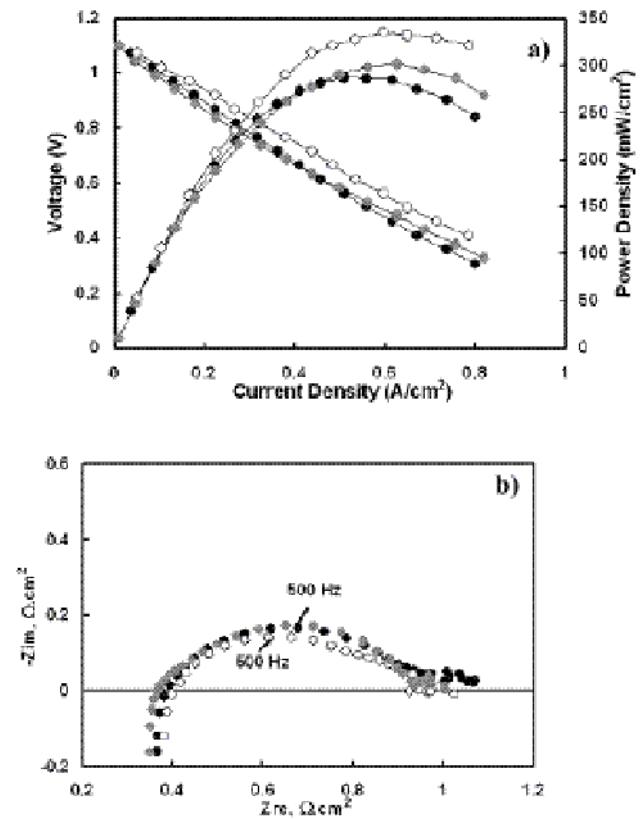 a)
1.2
1
0.8
0.6
0.4
0.2
0
Voltage (V)
350
300
250
200
150
100
50
0
Power Density (mW/cm²)
0 0.2 0.4 0.6 0.8 1
Current Density (A/cm²)
b)
0.6
0.4
0.2
0
-0.2
-Zim, Ω.cm²
500 Hz
500 Hz
0.2 0.4 0.6 0.8 1 1.2
Zre, Ω.cm²